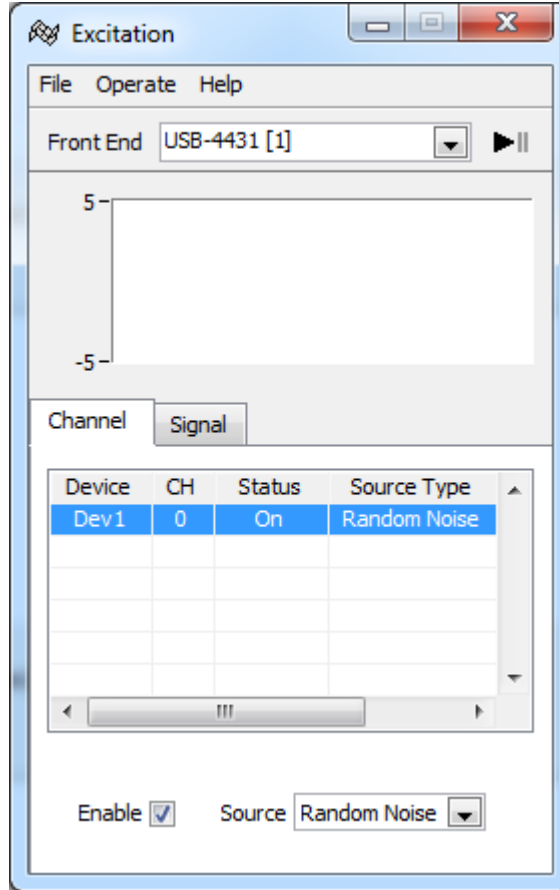 Excitation
File Operate Help
Front End USB-4431 [1]
5
-5
Channel Signal
Device CH Status Source Type
Dev1 0 On Random Noise
Enable Source Random Noise